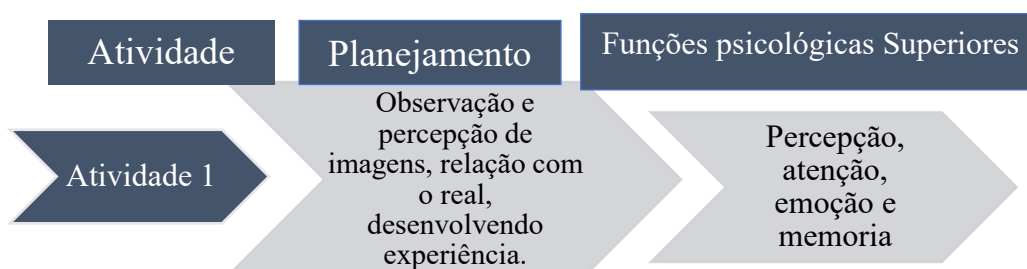 Atividade
Planejamento
Funções psicológicas Superiores
Atividade 1
Observação e
percepção de
imagens, relação com
o real,
desenvolvendo
experiência.
Percepção,
atenção,
emoção e
memoria